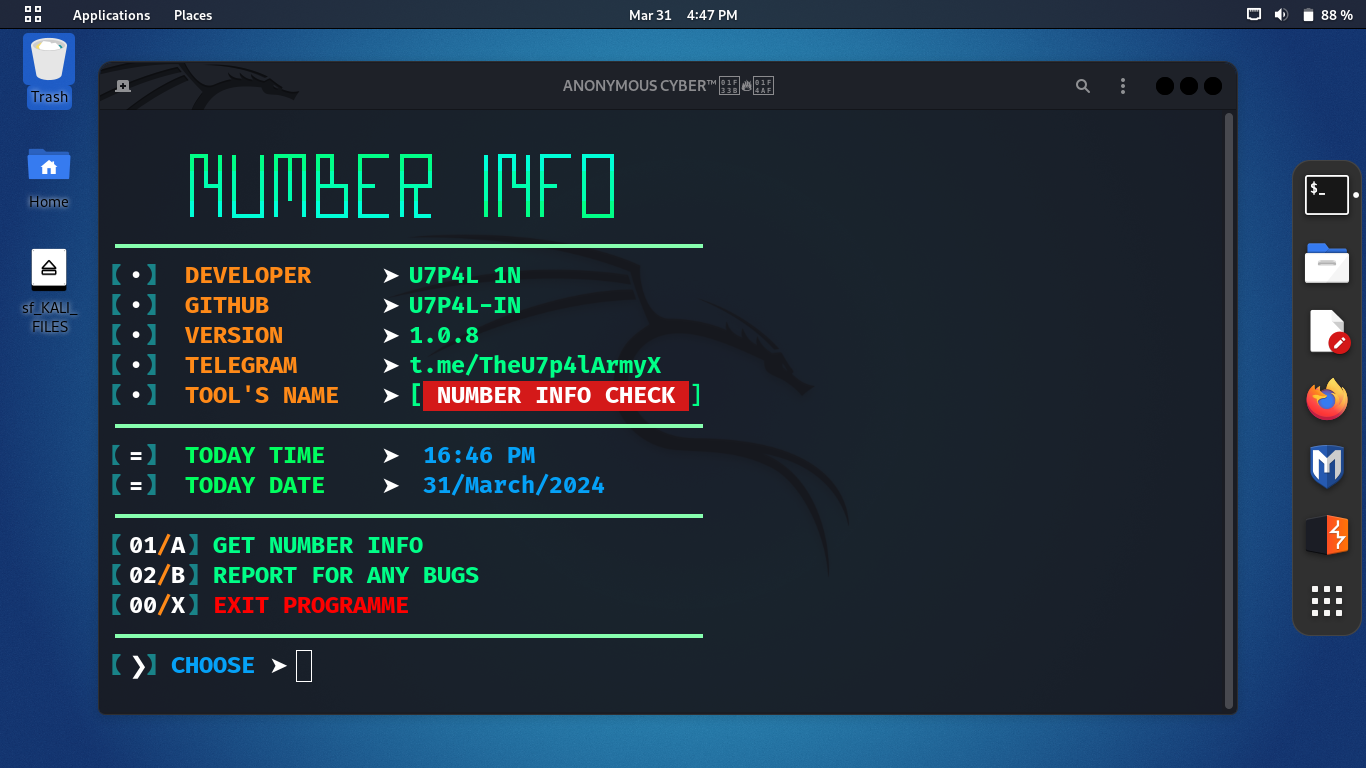 Applications Places
Mar 31 4:47 PM
88 %
Trash
Home
sf_KALI_
FILES
ANONYMOUS CYBER™
NUMBER INFO
【 • 】 DEVELOPER ➤ U7P4L 1N
【 • 】 GITHUB ➤ U7P4L-IN
【 • 】 VERSION ➤ 1.0.8
【 • 】 TELEGRAM ➤ t.me/TheU7p4lArmyX
【 • 】 TOOL'S NAME ➤ [ NUMBER INFO CHECK ]
【 = 】 TODAY TIME ➤ 16:46 PM
【 = 】 TODAY DATE ➤ 31/March/2024
【 01/A 】 GET NUMBER INFO
【 02/B 】 REPORT FOR ANY BUGS
【 00/X 】 EXIT PROGRAMME
【 ❯ 】 CHOOSE ➤
$_